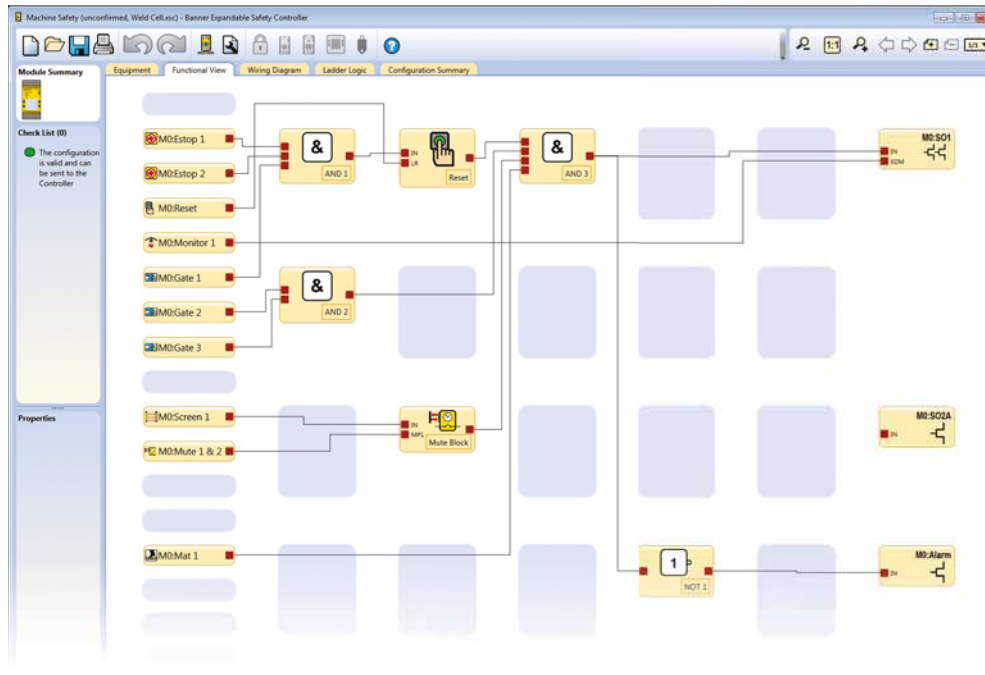 Machine Safety (unconfirmed, Weld Cell.xsc) - Banner Expandable Safety Controller
1:1
1/1
Module Summary
Equipment
Functional View
Wiring Diagram
Ladder Logic
Configuration Summary
Check List (0)
The configuration
is valid and can
be sent to the
Controller
Properties
M0:Estop 1
M0:Estop 2
M0:Reset
M0:Monitor 1
M0:Gate 1
M0:Gate 2
M0:Gate 3
M0:Screen 1
M0:Mute 1 & 2
M0:Mat 1
&
AND 1
&
AND 2
IN
LR
Reset
IN
MP1
Mute Block
&
AND 3
1
NOT 1
M0:SO1
IN
EDM
M0:SO2A
IN
M0:Alarm
IN